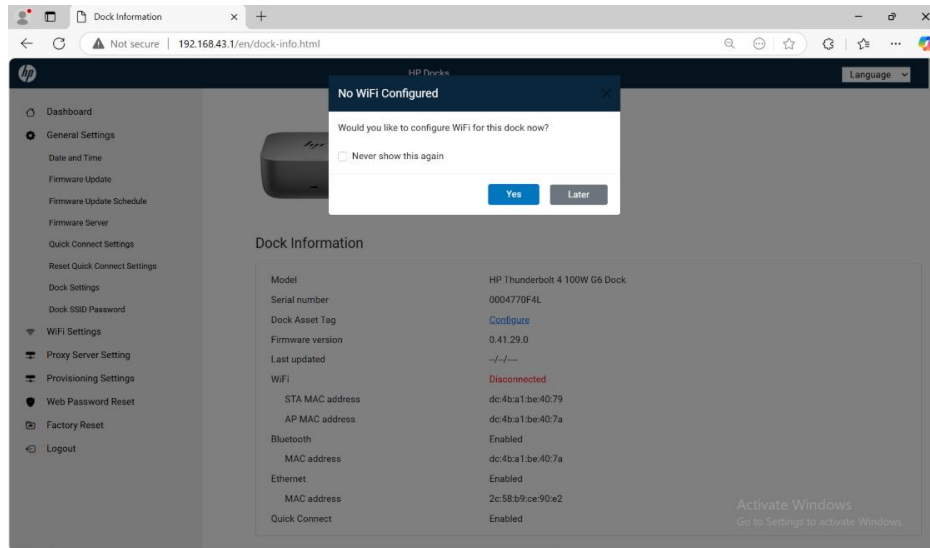 Dock Information
Not secure | 192.168.43.1/en/dock-info.html
hp
HP Docks
Language
No WiFi Configured
Would you like to configure WiFi for this dock now?
Never show this again
Yes Later
Dashboard
General Settings
Date and Time
Firmware Update
Firmware Update Schedule
Firmware Server
Quick Connect Settings
Reset Quick Connect Settings
Dock Settings
Dock SSID Password
WiFi Settings
Proxy Server Setting
Provisioning Settings
Web Password Reset
Factory Reset
Logout
hp
Dock Information
Model HP Thunderbolt 4 100W G6 Dock
Serial number 0004770F4L
Dock Asset Tag Configure
Firmware version 0.41.29.0
Last updated --/--/----
WiFi Disconnected
STA MAC address dc:4b:a1:be:40:79
AP MAC address dc:4b:a1:be:40:7a
Bluetooth Enabled
MAC address dc:4b:a1:be:40:7a
Ethernet Enabled
MAC address 2c:58:b9:ce:90:e2
Quick Connect Enabled
Activate Windows
Go to Settings to activate Windows.